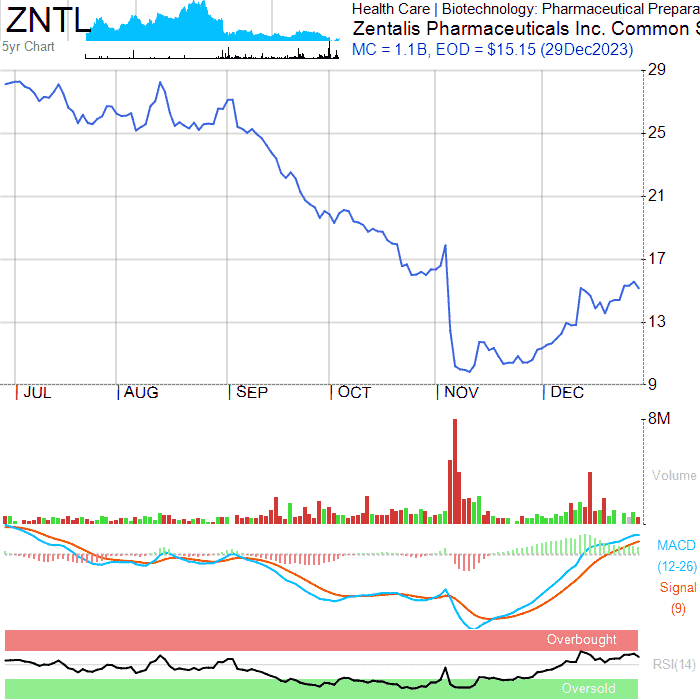 ZNTL
5yr Chart
Health Care | Biotechnology: Pharmaceutical Prepara
Zentalis Pharmaceuticals Inc. Common S
MC = 1.1B, EOD = $15.15 (29Dec2023)
29
25
21
17
13
9
JUL AUG SEP OCT NOV DEC
8M
Volume
MACD
(12-26)
Signal
(9)
Overbought
RSI(14)
Oversold